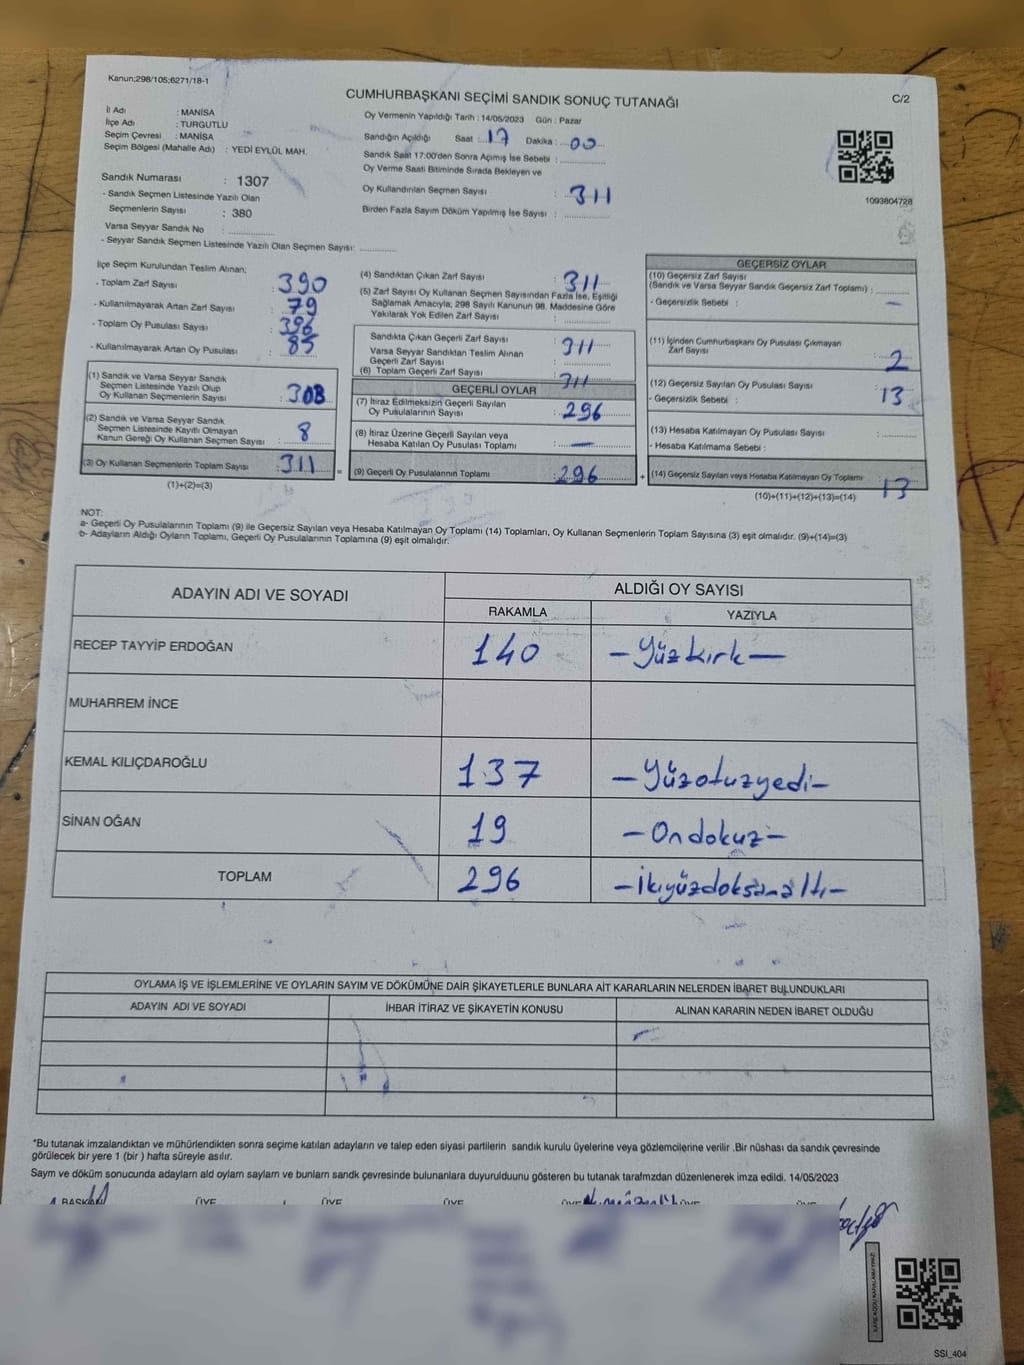 Kanun;298/105;6271/18-1
CUMHURBAŞKANI SEÇİMİ SANDIK SONUÇ TUTANAĞI
C/2
İl Adı : MANİSA
İlçe Adı : TURGUTLU
Seçim Çevresi : MANİSA
Seçim Bölgesi (Mahalle Adı) : YEDİ EYLÜL MAH.
Sandık Numarası : 1307
- Sandık Seçmen Listesinde Yazılı Olan
Seçmenlerin Sayısı : 380
Varsa Seyyar Sandık No :
- Seyyar Sandık Seçmen Listesinde Yazılı Olan Seçmen Sayısı:
Oy Vermenin Yapıldığı Tarih : 14/05/2023 Gün : Pazar
Sandığın Açıldığı Saat : 17 Dakika : 00
Sandık Saat 17:00'den Sonra Açımış İse Sebebi :
Oy Verme Saati Bitiminde Sırada Bekleyen ve
Oy Kullandırılan Seçmen Sayısı : 311
Birden Fazla Sayım Döküm Yapılmış İse Sayısı :
1093804728
İlçe Seçim Kurulundan Teslim Alınan;
- Toplam Zarf Sayısı : 390
- Kullanılmayarak Artan Zarf Sayısı : 79
- Toplam Oy Pusulası Sayısı : 396
- Kullanılmayarak Artan Oy Pusulası : 85
(1) Sandık ve Varsa Seyyar Sandık
Seçmen Listesinde Yazılı Olup
Oy Kullanan Seçmenlerin Sayısı : 308
(2) Sandık ve Varsa Seyyar Sandık
Seçmen Listesinde Kayıtlı Olmayan
Kanun Gereği Oy Kullanan Seçmen Sayısı : 8
(3) Oy Kullanan Seçmenlerin Toplam Sayısı : 311
(1)+(2)=(3)
(4) Sandıktan Çıkan Zarf Sayısı : 311
(5) Zarf Sayısı Oy Kullanan Seçmen Sayısından Fazla İse, Eşitliği
Sağlamak Amacıyla; 298 Sayılı Kanunun 98. Maddesine Göre
Yakılarak Yok Edilen Zarf Sayısı :
Sandıkta Çıkan Geçerli Zarf Sayısı : 311
Varsa Seyyar Sandıktan Teslim Alınan
Geçerli Zarf Sayısı :
(6) Toplam Geçerli Zarf Sayısı : 311
GEÇERLİ OYLAR
(7) İtiraz Edilmeksizin Geçerli Sayılan
Oy Pusulalarının Sayısı : 296
(8) İtiraz Üzerine Geçerli Sayılan veya
Hesaba Katılan Oy Pusulası Toplamı : —
= (9) Geçerli Oy Pusulalarının Toplamı : 296
GEÇERSİZ OYLAR
(10) Geçersiz Zarf Sayısı
(Sandık ve Varsa Seyyar Sandık Geçersiz Zarf Toplamı) :
- Geçersizlik Sebebi : —
(11) İçinden Cumhurbaşkanı Oy Pusulası Çıkmayan
Zarf Sayısı : 2
(12) Geçersiz Sayılan Oy Pusulası Sayısı : 13
- Geçersizlik Sebebi :
(13) Hesaba Katılmayan Oy Pusulası Sayısı :
- Hesaba Katılmama Sebebi :
+ (14) Geçersiz Sayılan veya Hesaba Katılmayan Oy Toplamı : 13
(10)+(11)+(12)+(13)=(14)
NOT:
a- Geçerli Oy Pusulalarının Toplamı (9) ile Geçersiz Sayılan veya Hesaba Katılmayan Oy Toplamı (14) Toplamları, Oy Kullanan Seçmenlerin Toplam Sayısına (3) eşit olmalıdır. (9)+(14)=(3)
b- Adayların Aldığı Oyların Toplamı, Geçerli Oy Pusulalarının Toplamına (9) eşit olmalıdır.
ADAYIN ADI VE SOYADI ALDIĞI OY SAYISI
RAKAMLA YAZIYLA
RECEP TAYYİP ERDOĞAN 140 -Yüzkırk-
MUHARREM İNCE
KEMAL KILIÇDAROĞLU 137 -Yüzotuzyedi-
SİNAN OĞAN 19 -Ondokuz-
TOPLAM 296 -İkiyüzdoksanaltı-
OYLAMA İŞ VE İŞLEMLERİNE VE OYLARIN SAYIM VE DÖKÜMÜNE DAİR ŞİKAYETLERLE BUNLARA AİT KARARLARIN NELERDEN İBARET BULUNDUKLARI
ADAYIN ADI VE SOYADI İHBAR İTİRAZ VE ŞİKAYETİN KONUSU ALINAN KARARIN NEDEN İBARET OLDUĞU
*Bu tutanak imzalandıktan ve mühürlendikten sonra seçime katılan adayların ve talep eden siyasi partilerin sandık kurulu üyelerine veya gözlemcilerine verilir .Bir nüshası da sandık çevresinde
görülecek bir yere 1 (bir ) hafta süreyle asılır.
Saym ve döküm sonucunda adaylarn ald oylarn saylarn ve bunlarn sandk çevresinde bulunanlara duyurulduunu gösteren bu tutanak tarafmzdan düzenlenerek imza edildi. 14/05/2023
BAŞKAN ÜYE ÜYE ÜYE ÜYE ÜYE ÜYE
SSİ_404